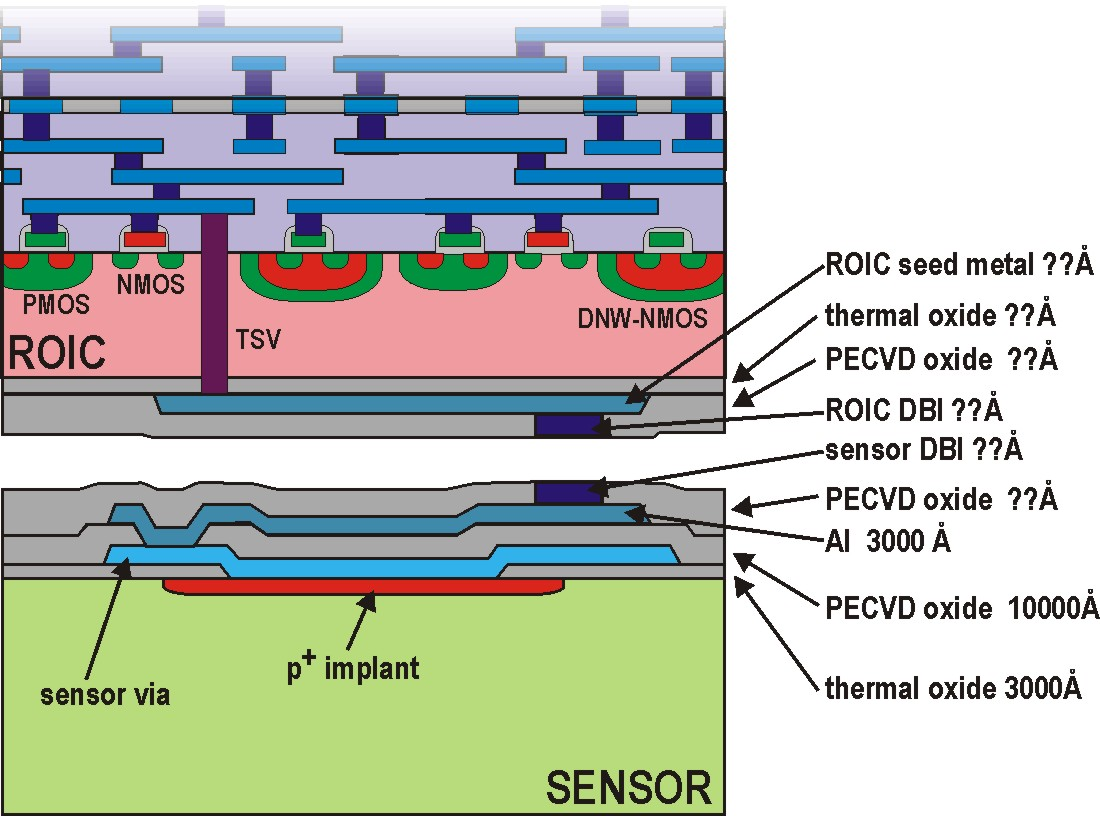 PMOS
NMOS
DNW-NMOS
TSV
ROIC
ROIC seed metal ??Å
thermal oxide ??Å
PECVD oxide ??Å
ROIC DBI ??Å
sensor DBI ??Å
PECVD oxide ??Å
Al 3000 Å
PECVD oxide 10000Å
thermal oxide 3000Å
p+ implant
sensor via
SENSOR